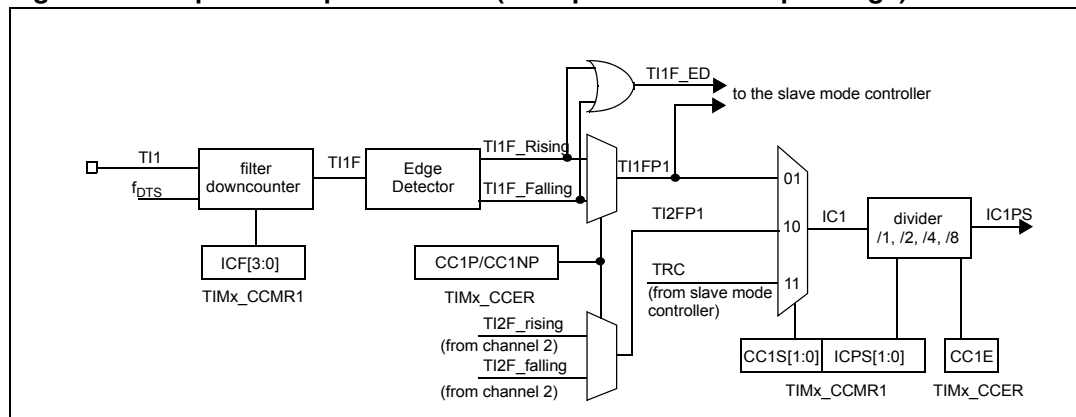 TI1F_ED
to the slave mode controller
TI1
f_DTS
filter
downcounter
TI1F
Edge
Detector
TI1F_Rising
TI1F_Falling
TI1FP1
01
TI2FP1
10
IC1
divider
/1, /2, /4, /8
IC1PS
ICF[3:0]
TIMx_CCMR1
CC1P/CC1NP
TIMx_CCER
TRC
(from slave mode
controller)
11
TI2F_rising
(from channel 2)
TI2F_falling
(from channel 2)
CC1S[1:0]
ICPS[1:0]
CC1E
TIMx_CCMR1
TIMx_CCER